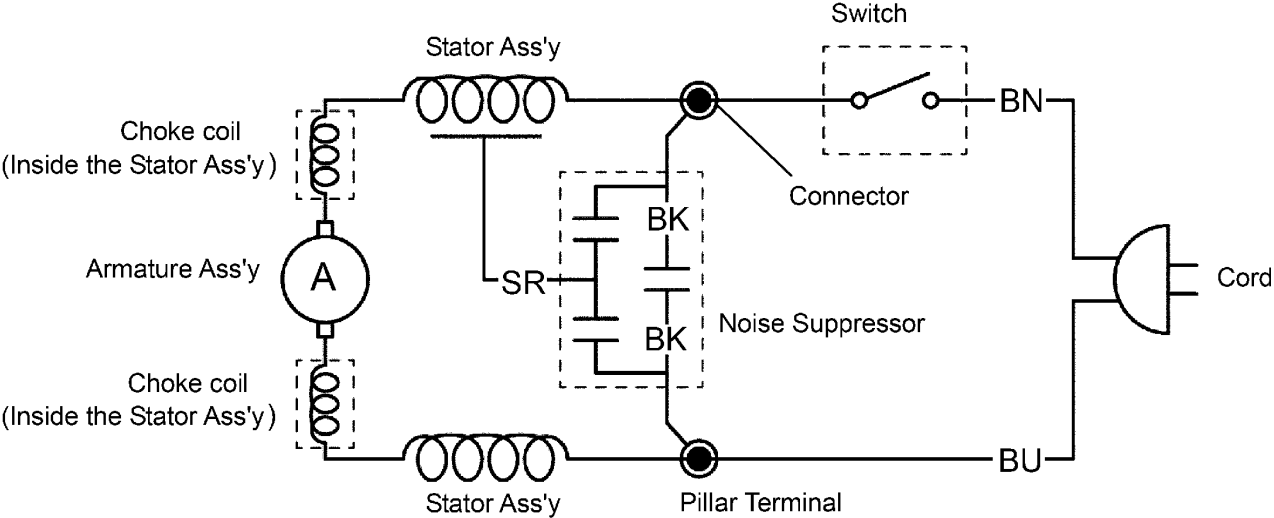 Switch
Stator Ass'y
BN
Choke coil
(Inside the Stator Ass'y)
Connector
BK
Armature Ass'y
A
SR
Cord
Noise Suppressor
BK
Choke coil
(Inside the Stator Ass'y)
BU
Stator Ass'y
Pillar Terminal